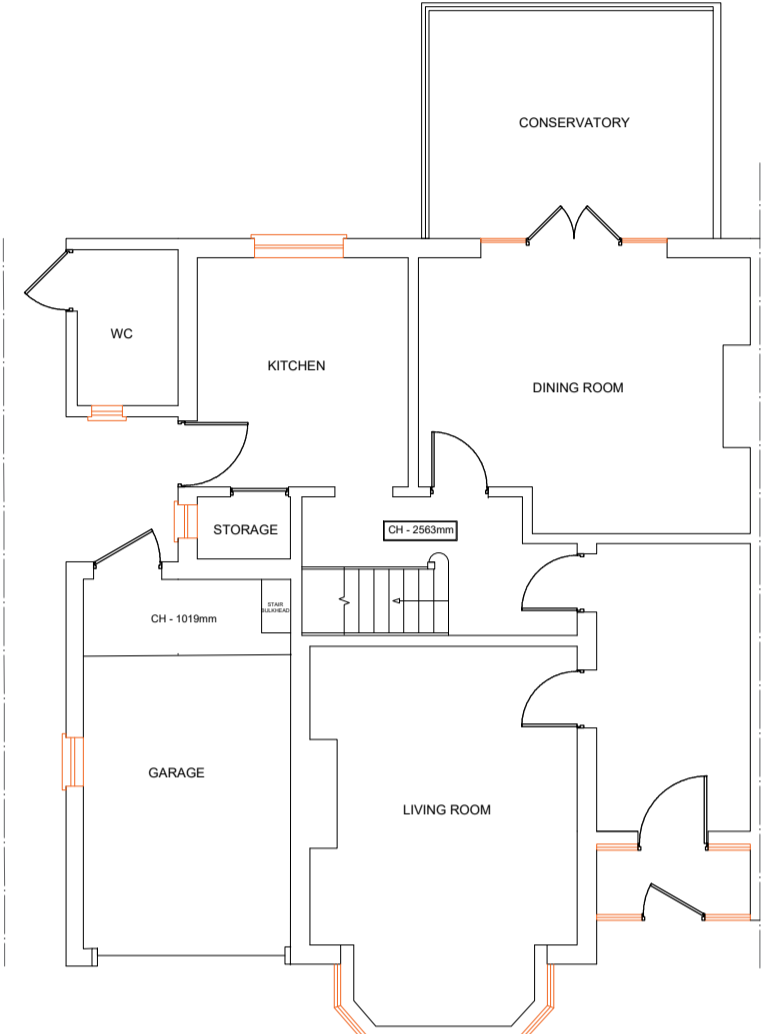 CONSERVATORY
WC
KITCHEN
DINING ROOM
STORAGE
CH - 2563mm
STAIR
BULKHEAD
CH - 1019mm
GARAGE
LIVING ROOM